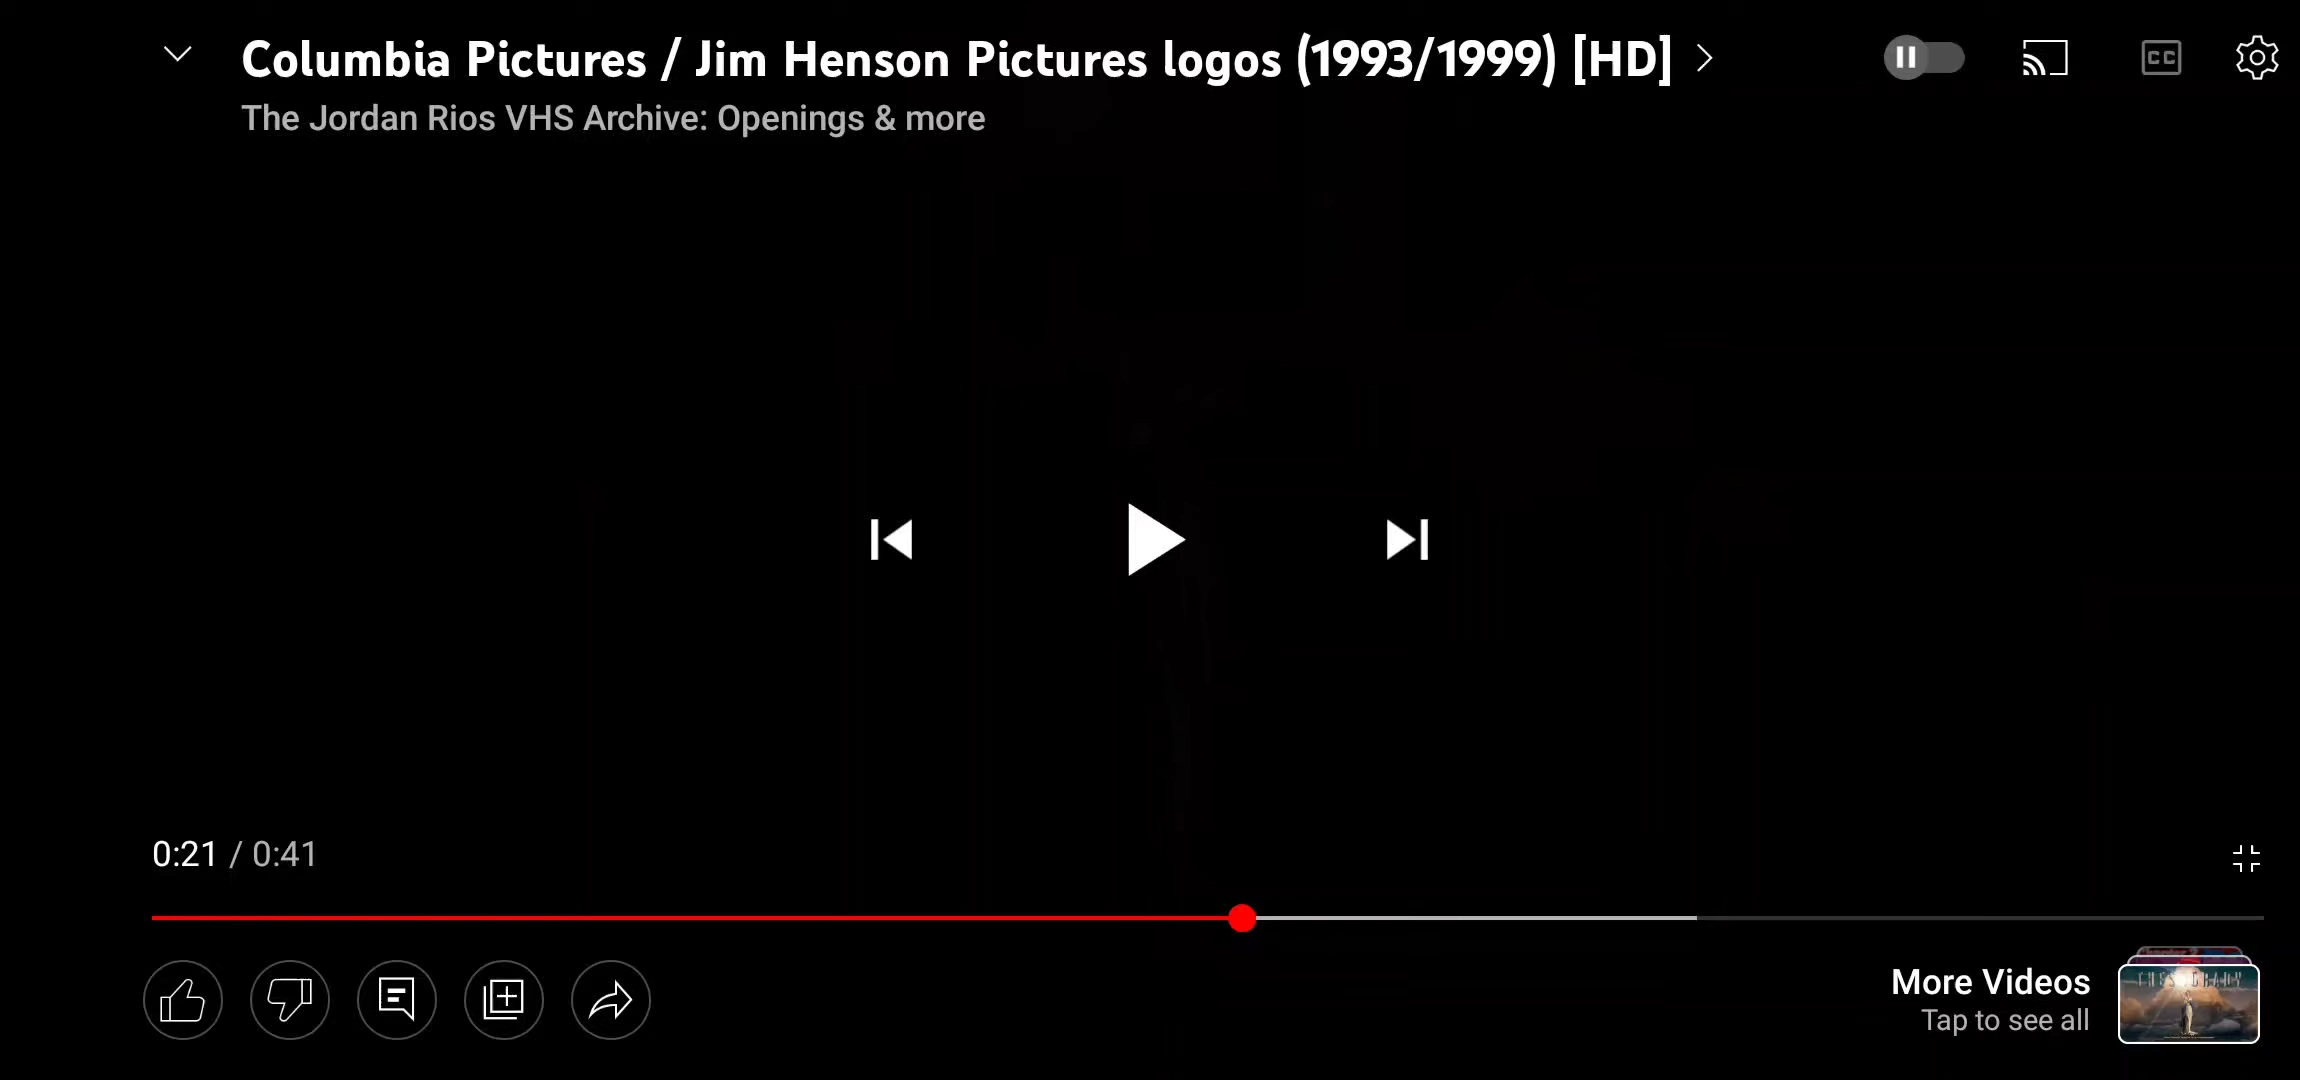 Columbia Pictures / Jim Henson Pictures logos (1993/1999) [HD]
The Jordan Rios VHS Archive: Openings & more
CC
0:21 / 0:41
More Videos
Tap to see all